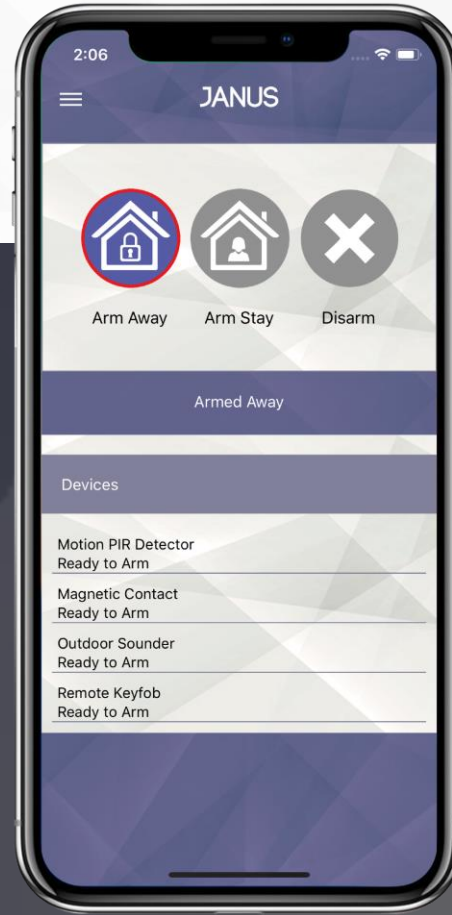 2:06
JANUS
Arm Away
Arm Stay
Disarm
Armed Away
Devices
Motion PIR Detector
Ready to Arm
Magnetic Contact
Ready to Arm
Outdoor Sounder
Ready to Arm
Remote Keyfob
Ready to Arm